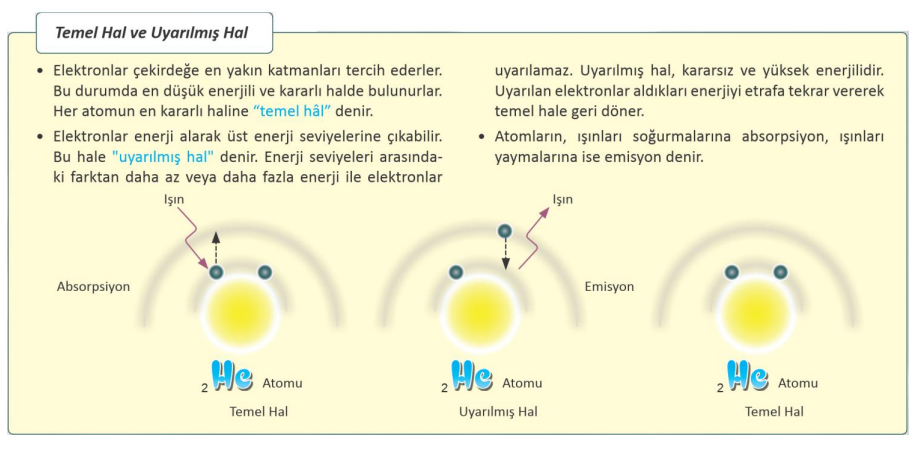 Temel Hal ve Uyarılmış Hal
• Elektronlar çekirdeğe en yakın katmanları tercih ederler.
Bu durumda en düşük enerjili ve kararlı halde bulunurlar.
Her atomun en kararlı haline “temel hâl” denir.
• Elektronlar enerji alarak üst enerji seviyelerine çıkabilir.
Bu hale "uyarılmış hal" denir. Enerji seviyeleri arasında-
ki farktan daha az veya daha fazla enerji ile elektronlar
uyarılamaz. Uyarılmış hal, kararsız ve yüksek enerjilidir.
Uyarılan elektronlar aldıkları enerjiyi etrafa tekrar vererek
temel hale geri döner.
• Atomların, ışınları soğurmalarına absorpsiyon, ışınları
yaymalarına ise emisyon denir.
Işın
Absorpsiyon
2 He Atomu
Temel Hal
Işın
Emisyon
2 He Atomu
Uyarılmış Hal
2 He Atomu
Temel Hal